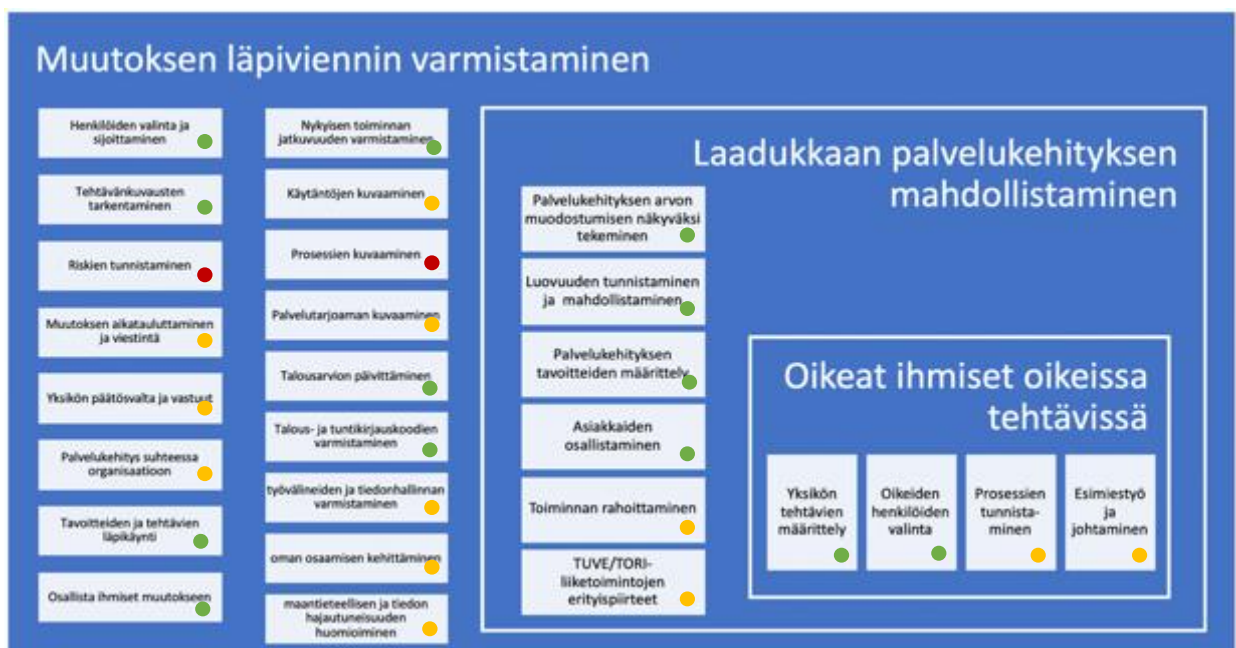 Muutoksen läpiviennin varmistaminen
Henkilöiden valinta ja
sijoittaminen
Tehtävänkuvausten
tarkentaminen
Riskien tunnistaminen
Muutoksen aikatauluttaminen
ja viestintä
Yksikön päätösvalta ja vastuut
Palvelukehitys suhteessa
organisaatioon
Tavoitteiden ja tehtävien
läpikäynti
Osallista ihmiset muutokseen
Nykyisen toiminnan
jatkuvuuden varmistaminen
Käytäntöjen kuvaaminen
Prosessien kuvaaminen
Palvelutarjoaman kuvaaminen
Talousarvion päivittäminen
Talous- ja tuntikirjauskoodien
varmistaminen
työvälineiden ja tiedonhallinnan
varmistaminen
oman osaamisen kehittäminen
maantieteellisen ja tiedon
hajautuneisuuden
huomioiminen
Laadukkaan palvelukehityksen
mahdollistaminen
Palvelukehityksen arvon
muodostumisen näkyväksi
tekeminen
Luovuuden tunnistaminen
ja mahdollistaminen
Palvelukehityksen
tavoitteiden määrittely
Asiakkaiden
osallistaminen
Toiminnan rahoittaminen
TUVE/TORI-
liiketoimintojen
erityispiirteet
Oikeat ihmiset oikeissa
tehtävissä
Yksikön
tehtävien
määrittely
Oikeiden
henkilöiden
valinta
Prosessien
tunnista-
minen
Esimiestyö
ja
johtaminen